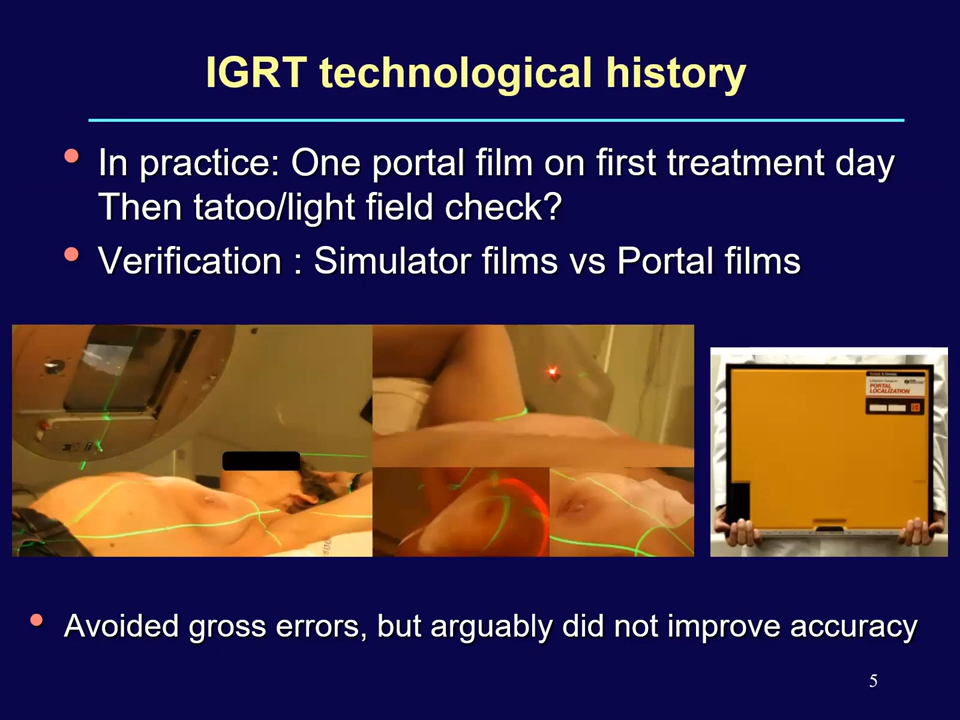 IGRT technological history
• In practice: One portal film on first treatment day
Then tatoo/light field check?
• Verification : Simulator films vs Portal films
PORTAL
LOCALIZATION
• Avoided gross errors, but arguably did not improve accuracy
5